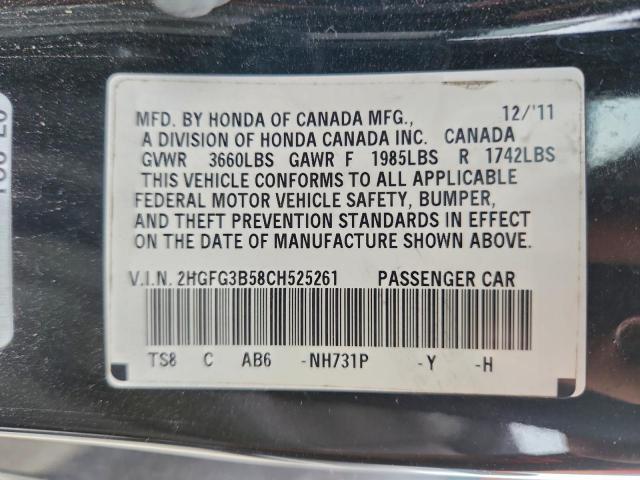 MFD. BY HONDA OF CANADA MFG., 12/'11
A DIVISION OF HONDA CANADA INC. CANADA
GVWR 3660LBS GAWR F 1985LBS R 1742LBS
THIS VEHICLE CONFORMS TO ALL APPLICABLE
FEDERAL MOTOR VEHICLE SAFETY, BUMPER,
AND THEFT PREVENTION STANDARDS IN EFFECT
ON THE DATE OF MANUFACTURE SHOWN ABOVE.
V.I.N. 2HGFG3B58CH525261 PASSENGER CAR
TS8 C AB6 -NH731P -Y -H